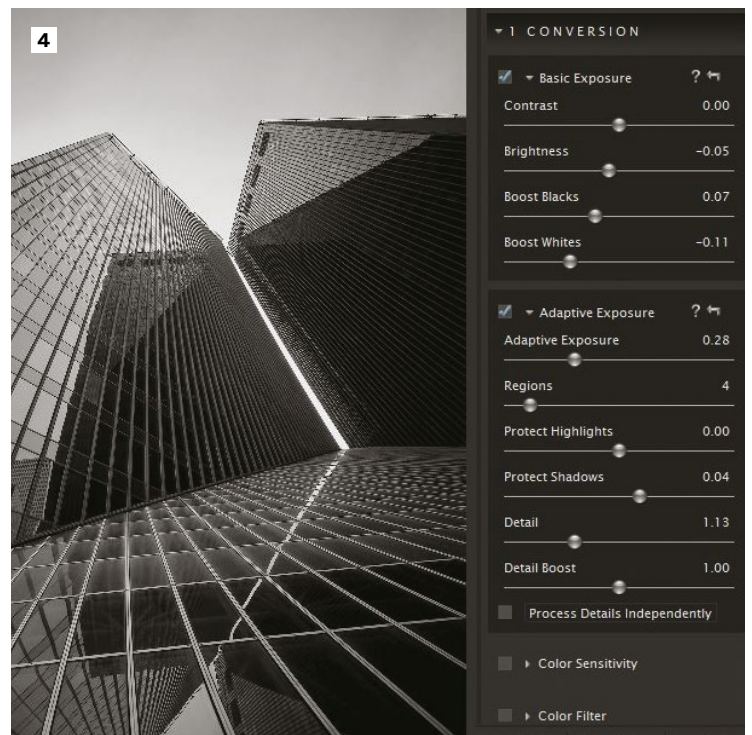 4
1 CONVERSION
Basic Exposure ?
Contrast 0.00
Brightness -0.05
Boost Blacks 0.07
Boost Whites -0.11
Adaptive Exposure ?
Adaptive Exposure 0.28
Regions 4
Protect Highlights 0.00
Protect Shadows 0.04
Detail 1.13
Detail Boost 1.00
Process Details Independently
Color Sensitivity
Color Filter